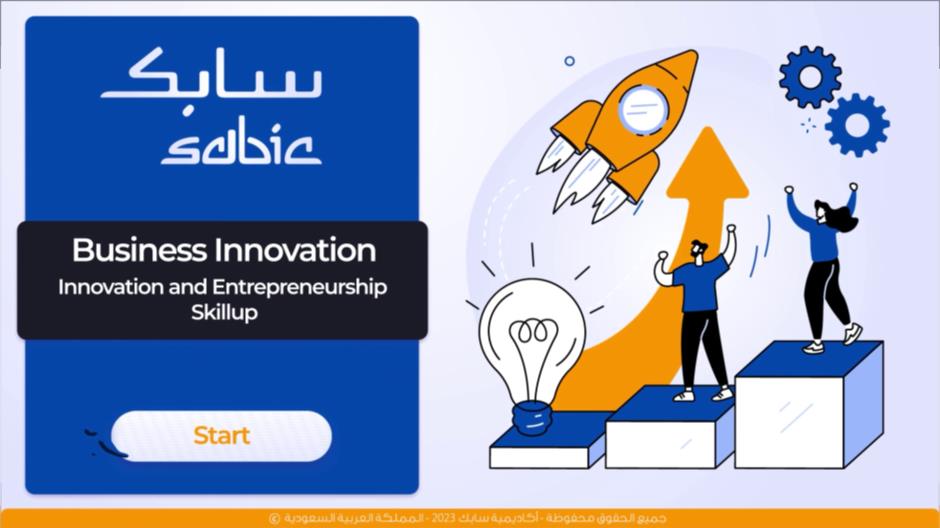 سابك
sabic
Business Innovation
Innovation and Entrepreneurship
Skillup
Start
جميع الحقوق محفوظة - أكاديمية سابك 2023 - المملكة العربية السعودية ©